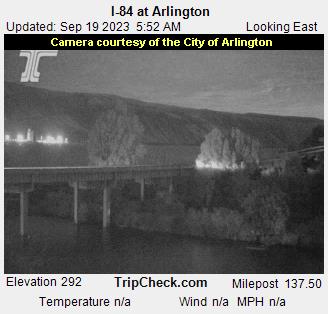 I-84 at Arlington
Updated: Sep 19 2023 5:52 AM Looking East
Camera courtesy of the City of Arlington
Elevation 292 TripCheck.com Milepost 137.50
Temperature n/a Wind n/a MPH n/a